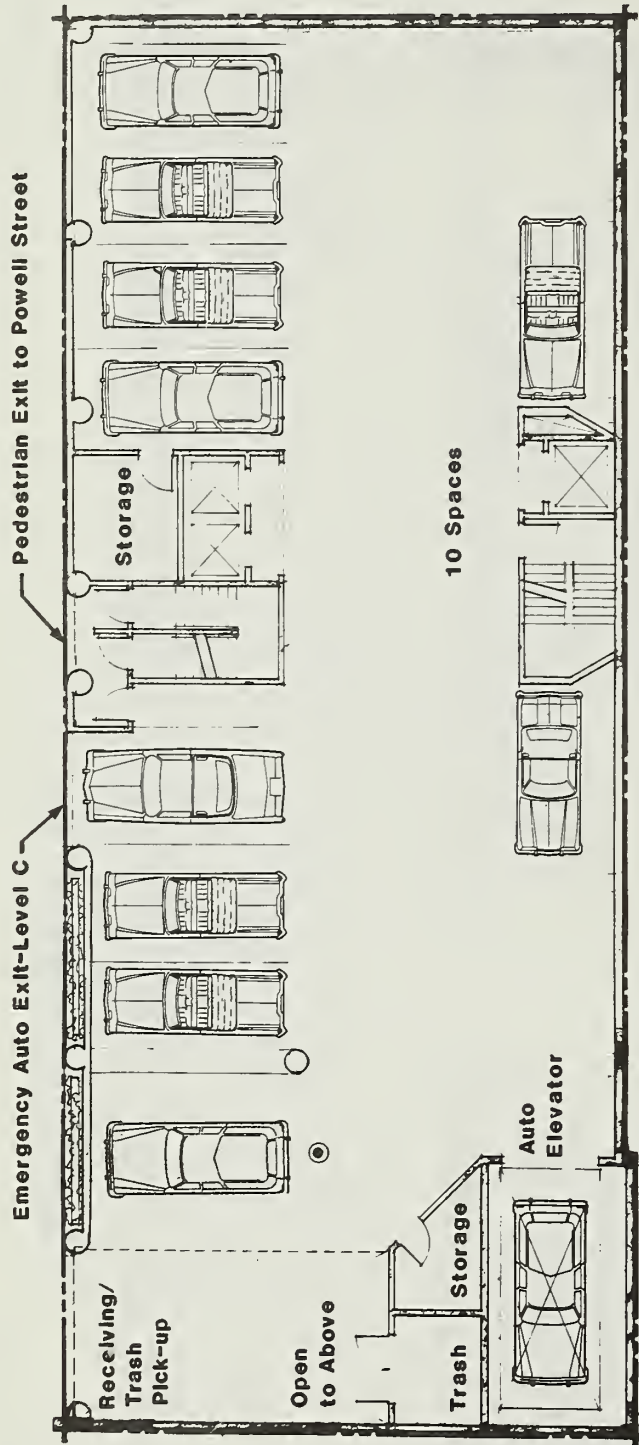 Emergency Auto Exit-Level C
Pedestrian Exit to Powell Street
Receiving/
Trash
Pick-up
Open
to Above
Trash
Storage
Auto
Elevator
Storage
10 Spaces